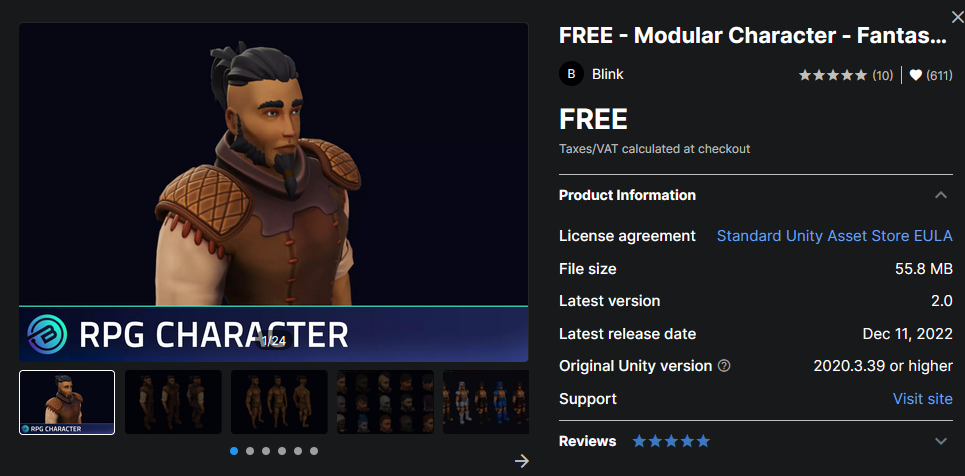 RPG CHARACTER
1/24
RPG CHARACTER
FREE - Modular Character - Fantas...
B Blink
(10) | (611)
FREE
Taxes/VAT calculated at checkout
Product Information
License agreement Standard Unity Asset Store EULA
File size 55.8 MB
Latest version 2.0
Latest release date Dec 11, 2022
Original Unity version ? 2020.3.39 or higher
Support Visit site
Reviews